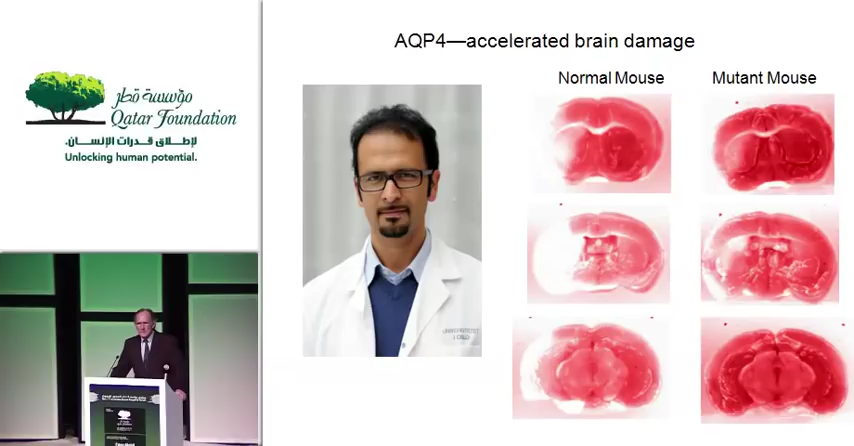 مؤسسة قطر
Qatar Foundation
لإطلاق قدرات الإنسان.
Unlocking human potential.
AQP4—accelerated brain damage
Normal Mouse
Mutant Mouse